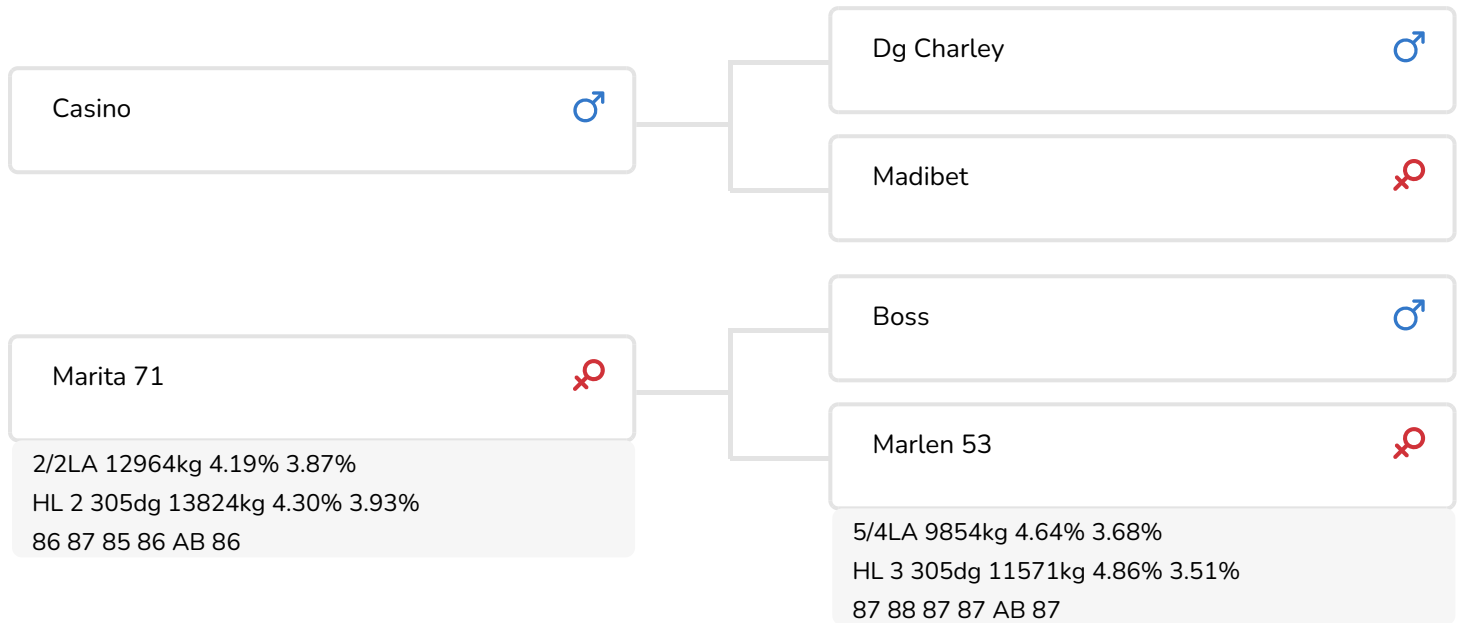 Casino
Dg Charley
Madibet
Marita 71
2/2LA 12964kg 4.19% 3.87%
HL 2 305dg 13824kg 4.30% 3.93%
86 87 85 86 AB 86
Boss
Marlen 53
5/4LA 9854kg 4.64% 3.68%
HL 3 305dg 11571kg 4.86% 3.51%
87 88 87 87 AB 87